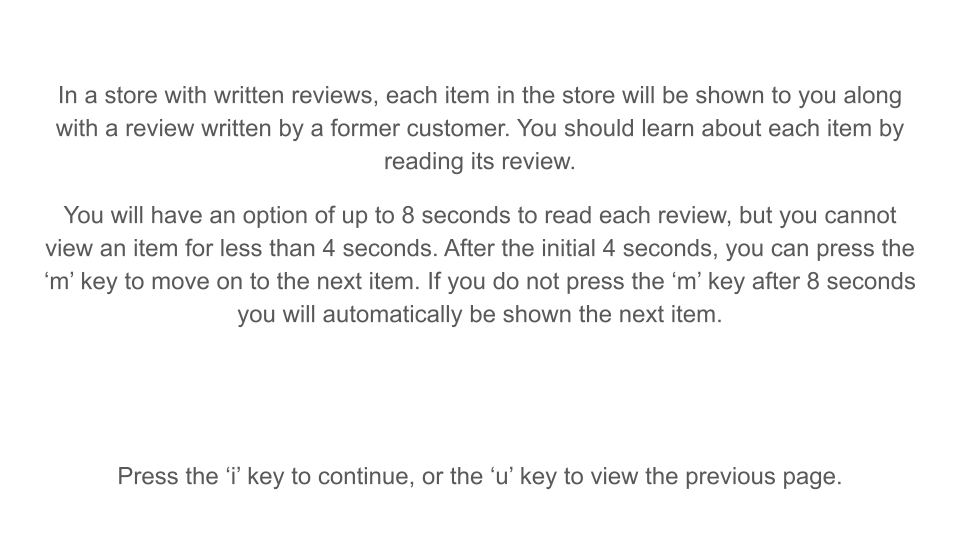 In a store with written reviews, each item in the store will be shown to you along
with a review written by a former customer. You should learn about each item by
reading its review.
You will have an option of up to 8 seconds to read each review, but you cannot
view an item for less than 4 seconds. After the initial 4 seconds, you can press the
‘m’ key to move on to the next item. If you do not press the ‘m’ key after 8 seconds
you will automatically be shown the next item.
Press the ‘i’ key to continue, or the ‘u’ key to view the previous page.